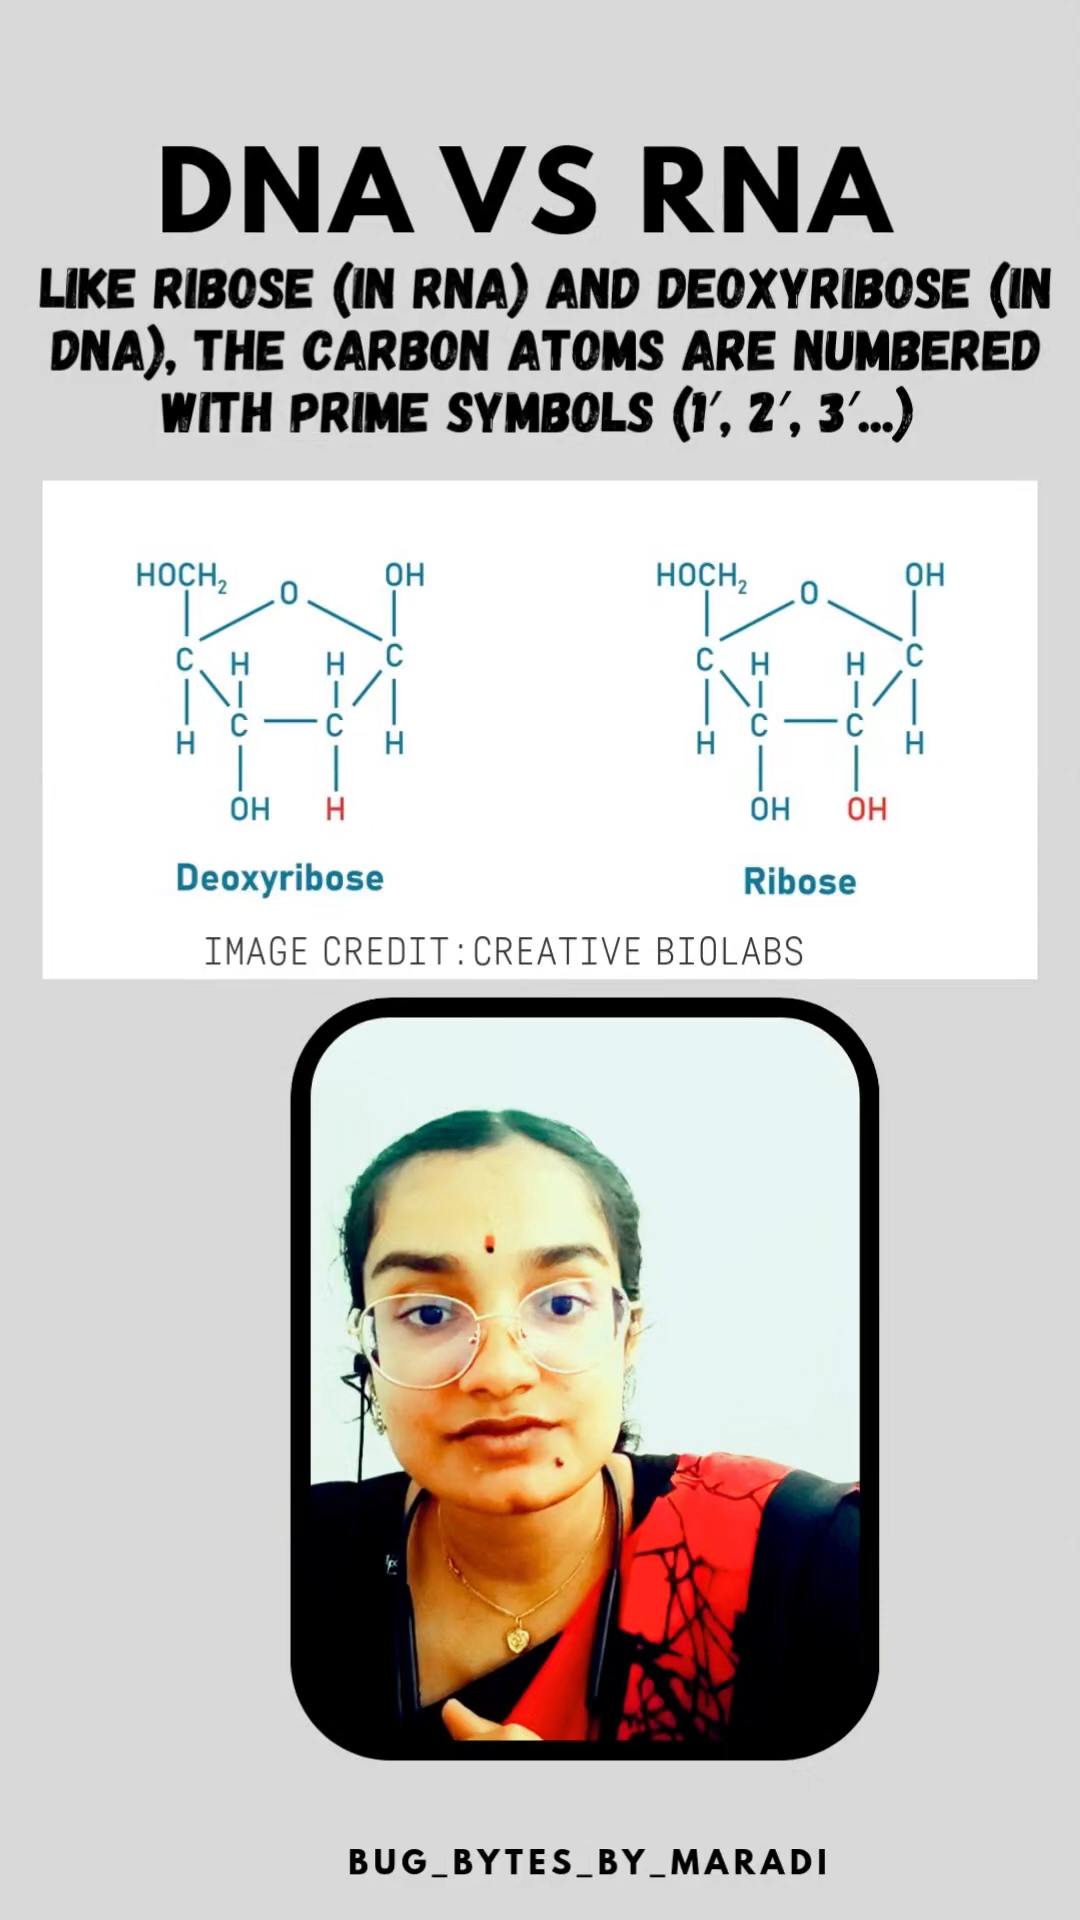 DNA VS RNA
LIKE RIBOSE (IN RNA) AND DEOXYRIBOSE (IN
DNA), THE CARBON ATOMS ARE NUMBERED
WITH PRIME SYMBOLS (1′, 2′, 3′...)
HOCH₂ O OH
C H H C
H C C H
OH H
Deoxyribose
HOCH₂ O OH
C H H C
H C C H
OH OH
Ribose
IMAGE CREDIT:CREATIVE BIOLABS
BUG_BYTES_BY_MARADI